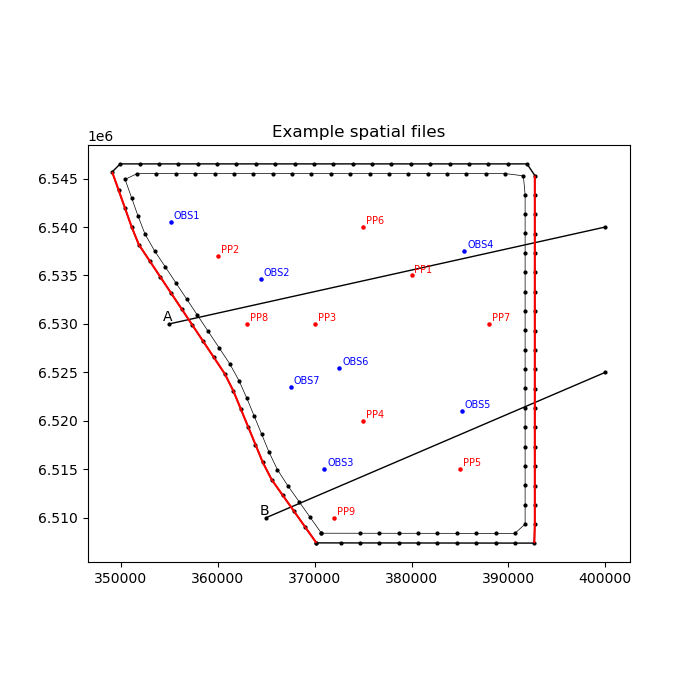 Example spatial files
1e6
6.545
6.540
6.535
6.530
6.525
6.520
6.515
6.510
OBS1
PP6
PP2
OBS4
OBS2
PP1
A
PP8
PP3
PP7
OBS6
OBS7
OBS5
PP4
OBS3
PP5
B
PP9
350000
360000
370000
380000
390000
400000